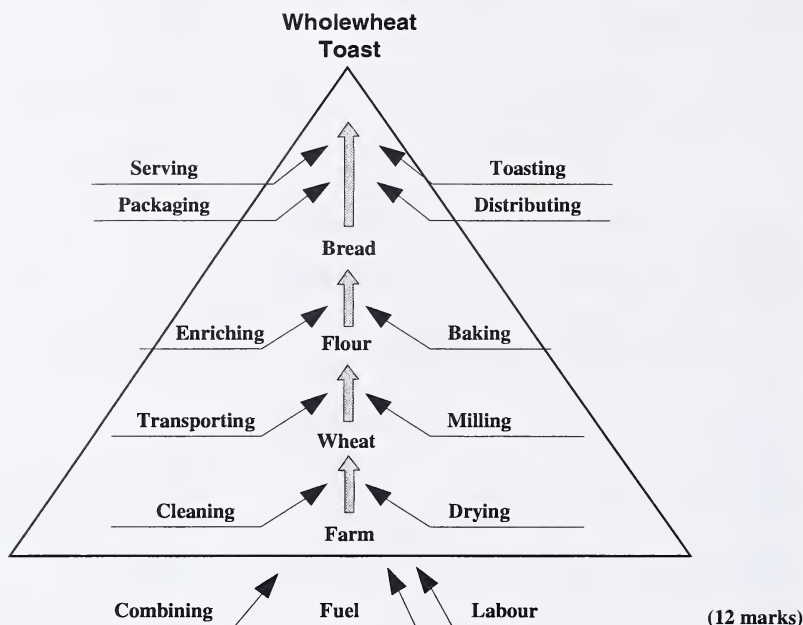 Wholewheat
Toast
Serving Toasting
Packaging Distributing
Bread
Enriching Baking
Flour
Transporting Milling
Wheat
Cleaning Drying
Farm
Combining Fuel Labour
(12 marks)